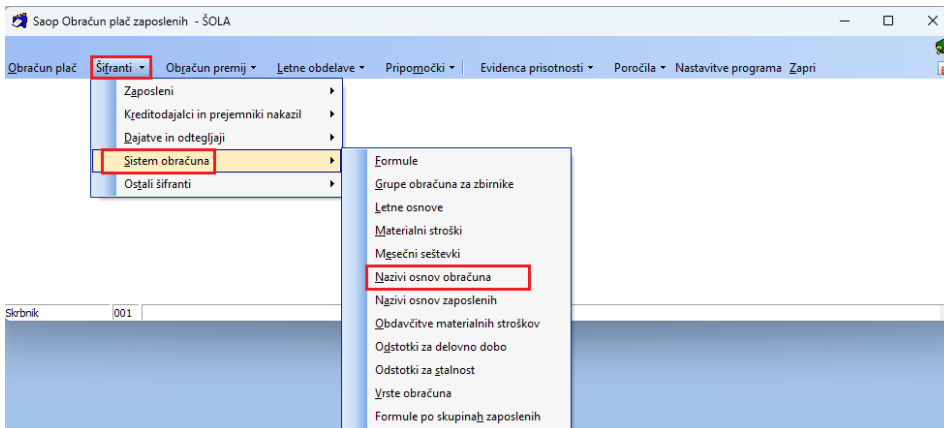 Saop Obračun plač zaposlenih - ŠOLA
Obračun plač Šifranti Obračun premij Letne obdelave Pripomočki Evidenca prisotnosti Poročila Nastavitve programa Zapri
Zaposleni
Kreditodajalci in prejemniki nakazil
Dajatve in odtegljaji
Sistem obračuna
Ostali šifranti
Formule
Grupe obračuna za zbirnike
Letne osnove
Materialni stroški
Mesečni seštevki
Nazivi osnov obračuna
Nazivi osnov zaposlenih
Obdavčitve materialnih stroškov
Odstotki za delovno dobo
Odstotki za stalnost
Vrste obračuna
Formule po skupinah zaposlenih
Skrbnik 001